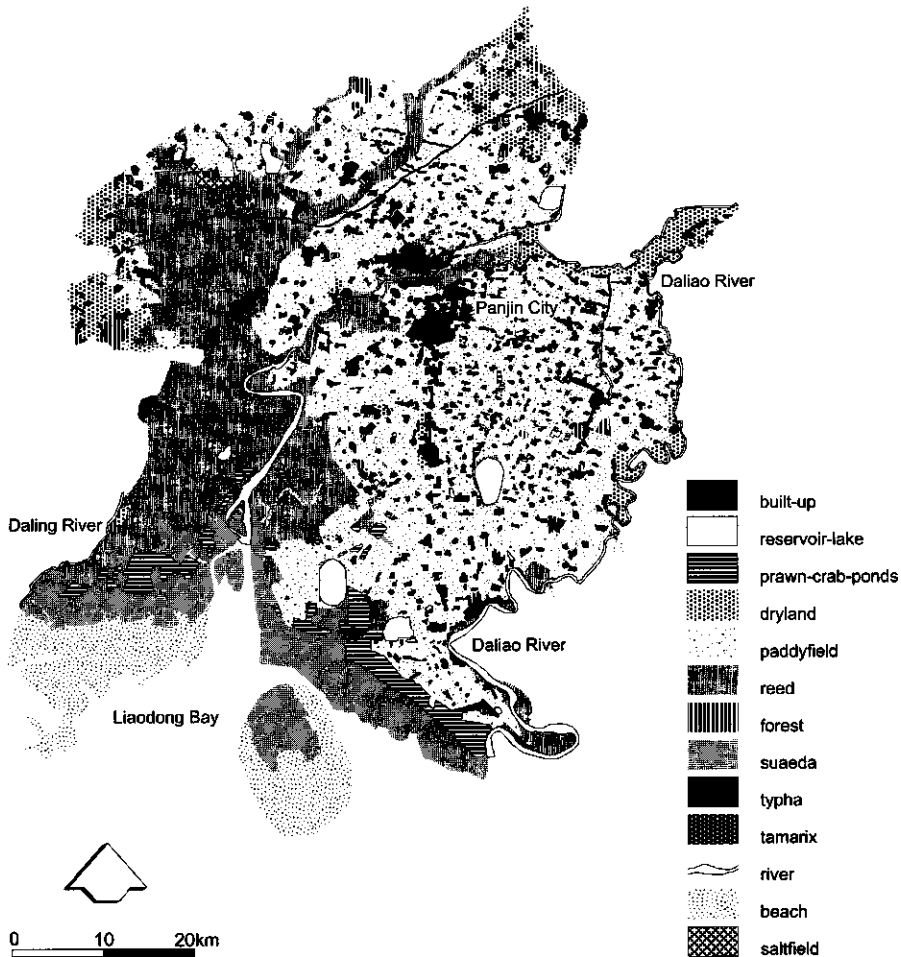 Daliao River
Panjin City
Daling River
Daliao River
Liaodong Bay
built-up
reservoir-lake
prawn-crab-ponds
dryland
paddyfield
reed
forest
suaeda
typha
tamarix
river
beach
saltfield
0 10 20km